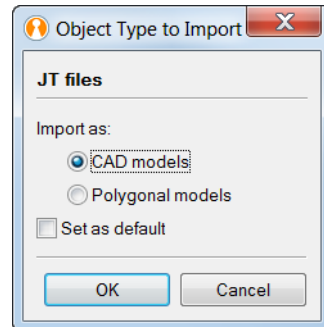 Object Type to Import
JT files
Import as:
CAD models
Polygonal models
Set as default
OK
Cancel